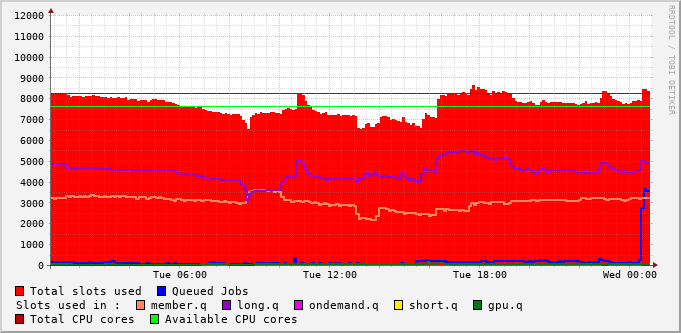 RRDTOOL / TOBI OETIKER
12000
11000
10000
9000
8000
7000
6000
5000
4000
3000
2000
1000
0
Tue 06:00 Tue 12:00 Tue 18:00 Wed 00:00
Total slots used Queued Jobs
Slots used in : member.q long.q ondemand.q short.q gpu.q
Total CPU cores Available CPU cores